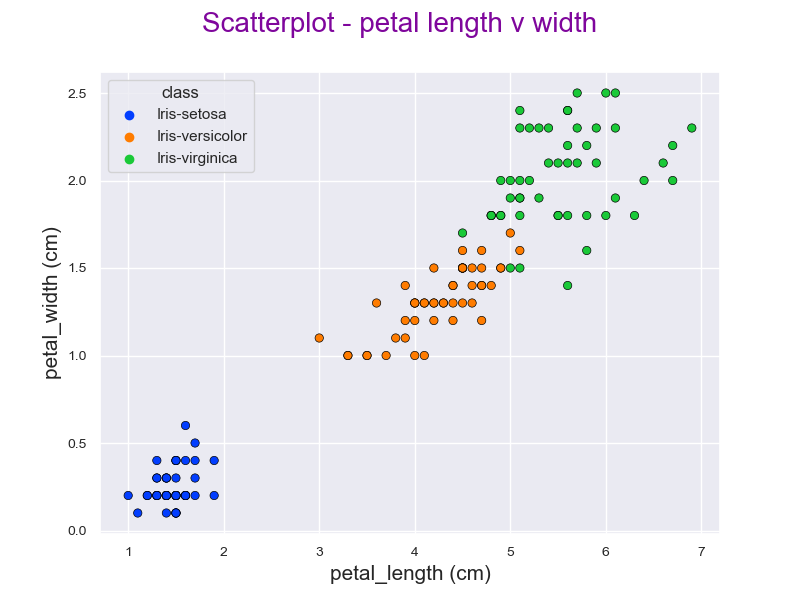 Scatterplot - petal length v width
class
Iris-setosa
Iris-versicolor
Iris-virginica
petal_width (cm)
2.5
2.0
1.5
1.0
0.5
0.0
1 2 3 4 5 6 7
petal_length (cm)